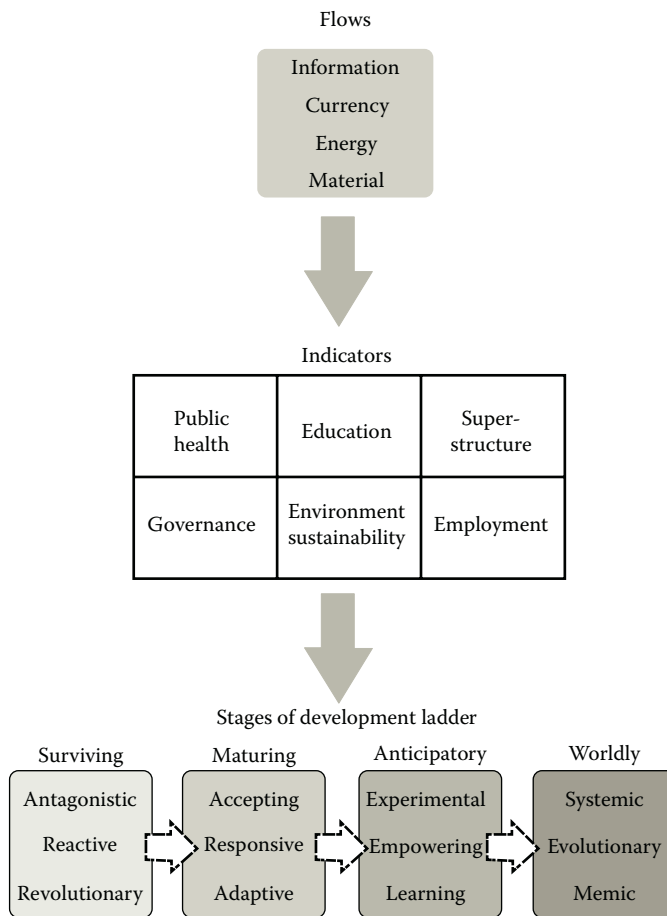 Flows
Information
Currency
Energy
Material
Indicators
Public
health
Education
Super-
structure
Governance
Environment
sustainability
Employment
Stages of development ladder
Surviving
Antagonistic
Reactive
Revolutionary
Maturing
Accepting
Responsive
Adaptive
Anticipatory
Experimental
Empowering
Learning
Worldly
Systemic
Evolutionary
Memic